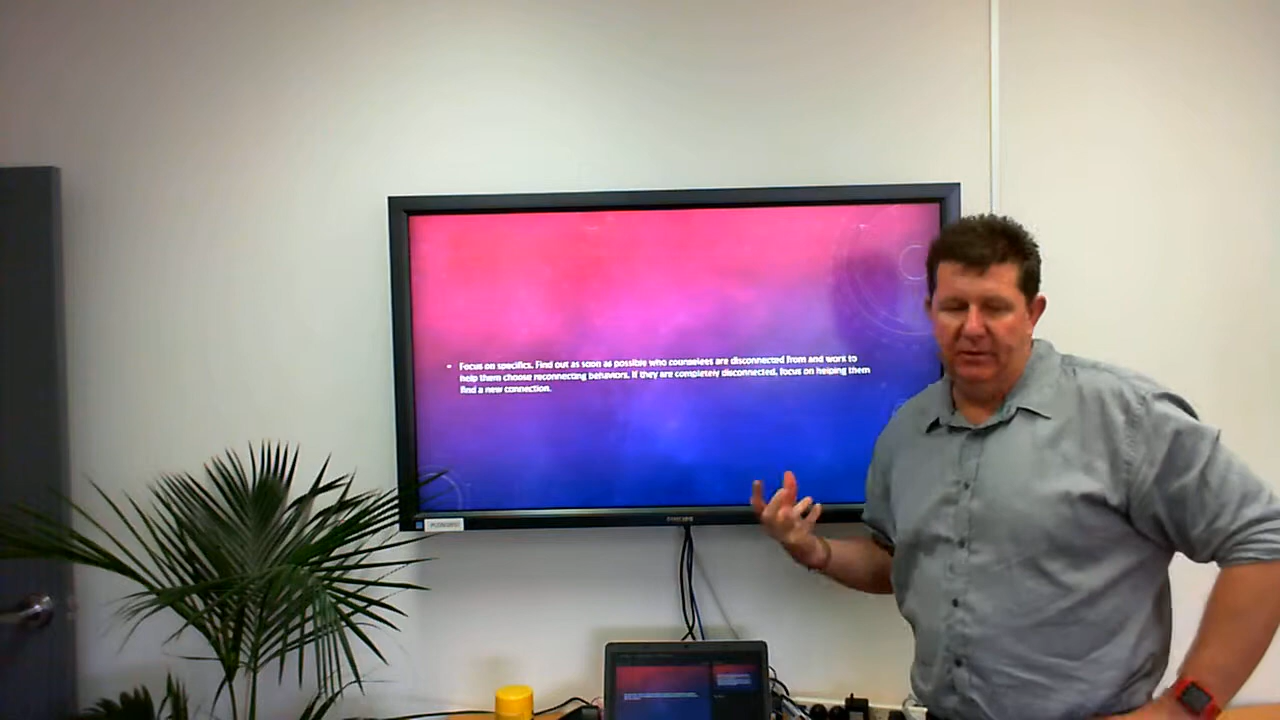 Focus on specifics. Find out as soon as possible who counselees are disconnected from and work to
help them choose reconnecting behaviors. If they are completely disconnected, focus on helping them
find a new connection.
PHILIPS